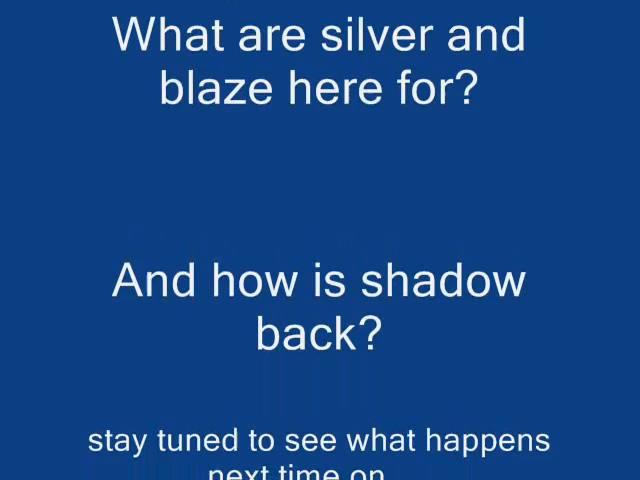 What are silver and
blaze here for?
And how is shadow
back?
stay tuned to see what happens
next time on